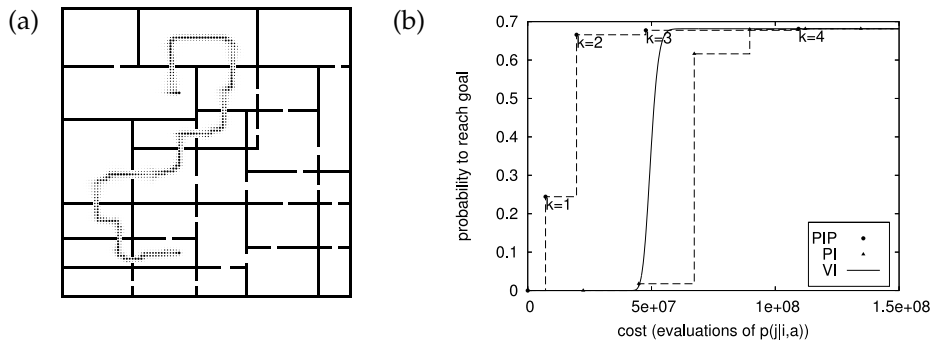 (a)
(b)
probability to reach goal
0.7
0.6
0.5
0.4
0.3
0.2
0.1
0
k=1
k=2
k=3
k=4
PIP
PI
VI
0
5e+07
1e+08
1.5e+08
cost (evaluations of p(j|i,a))